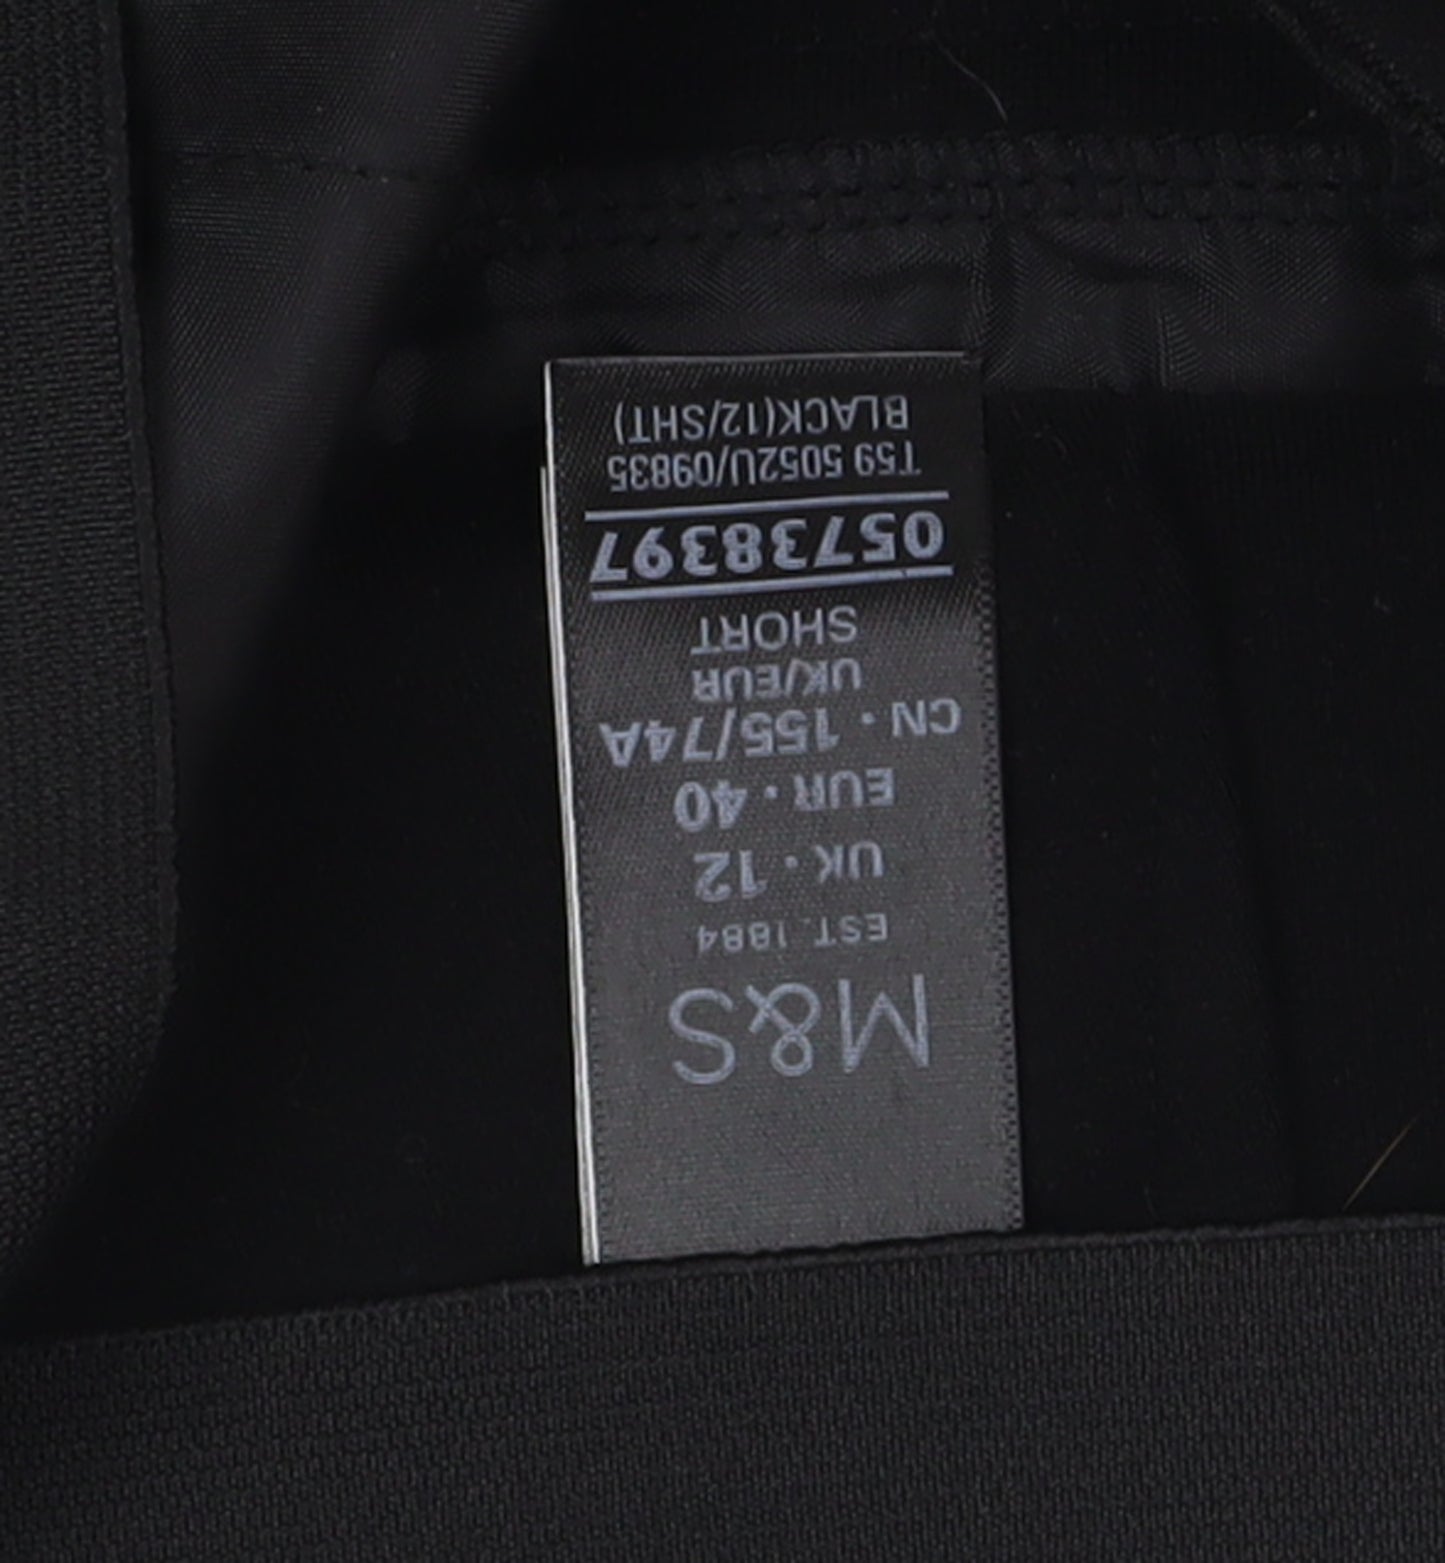 M&S
EST. 1884
UK · 12
EUR · 40
CN · 155/74A
UK/EUR
SHORT
05738397
T59 5052U/09835
BLACK(12/SHT)